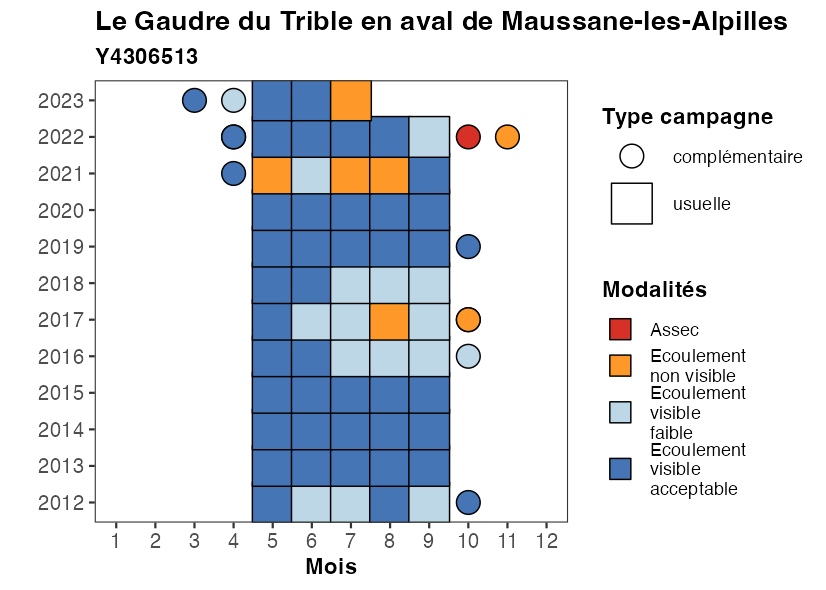 Le Gaudre du Trible en aval de Maussane-les-Alpilles
Y4306513
2023
2022
2021
2020
2019
2018
2017
2016
2015
2014
2013
2012
1 2 3 4 5 6 7 8 9 10 11 12
Mois
Type campagne
complémentaire
usuelle
Modalités
Assec
Ecoulement
non visible
Ecoulement
visible
faible
Ecoulement
visible
acceptable